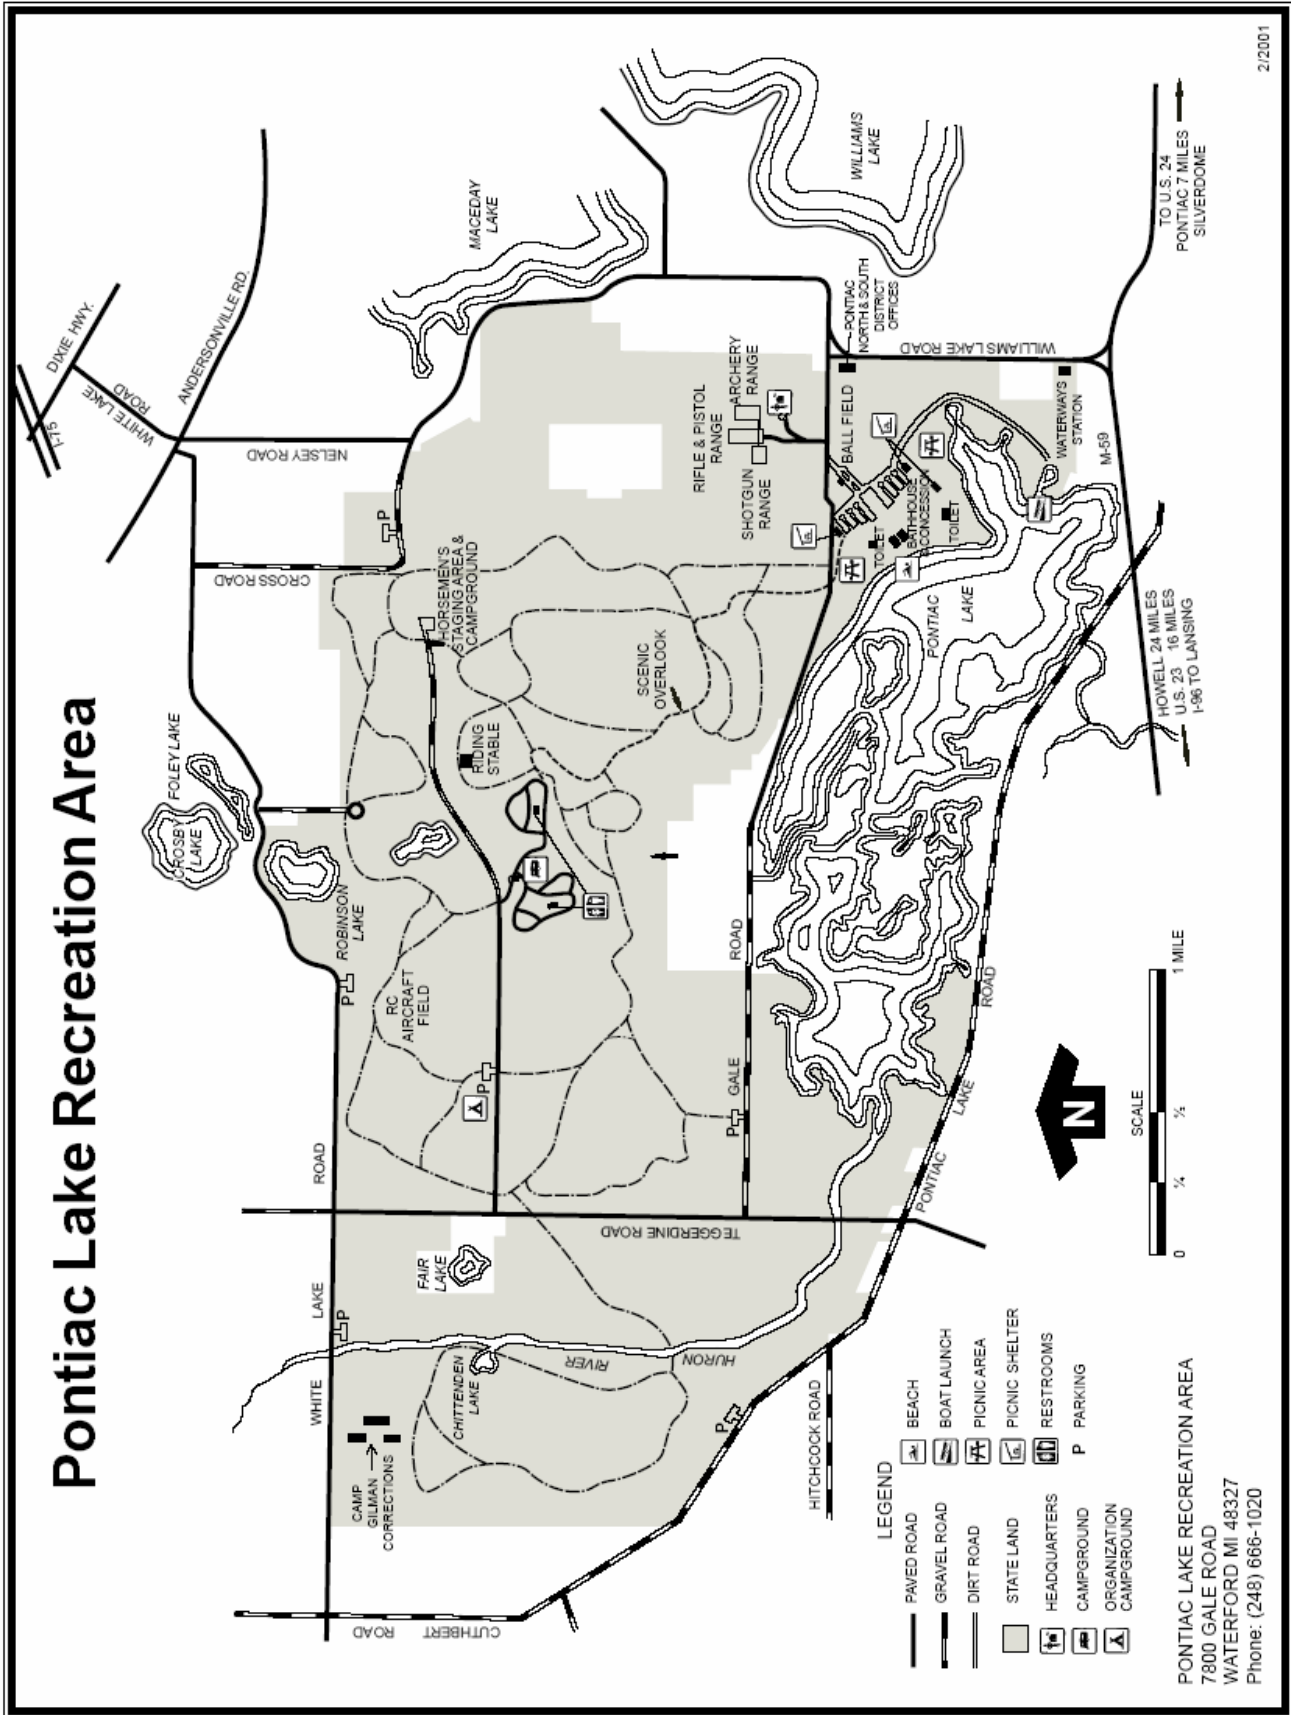 Pontiac Lake Recreation Area
2/2001
I-75
DIXIE HWY.
WHITE LAKE
ROAD
ANDERSONVILLE RD.
NELSEY ROAD
CROSS ROAD
MACEDAY
LAKE
WILLIAMS
LAKE
FOLEY LAKE
CROSBY
LAKE
ROBINSON
LAKE
P
P
P
P
P
P
HORSEMEN'S
STAGING AREA &
CAMPGROUND
RIDING
STABLE
SCENIC
OVERLOOK
RC
AIRCRAFT
FIELD
RIFLE & PISTOL
RANGE
ARCHERY
RANGE
SHOTGUN
RANGE
BALL FIELD
PONTIAC
NORTH & SOUTH
DISTRICT
OFFICES
WILLIAMS LAKE ROAD
WATERWAYS
STATION
M-59
TOILET
BATHHOUSE
& CONCESSION
TOILET
PONTIAC
LAKE
TO U.S. 24
PONTIAC 7 MILES
SILVERDOME
HOWELL 24 MILES
U.S. 23 16 MILES
I-96 TO LANSING
WHITE LAKE ROAD
GALE ROAD
TEGGERDINE ROAD
PONTIAC LAKE ROAD
FAIR
LAKE
CHITTENDEN
LAKE
HURON RIVER
CAMP
GILMAN
CORRECTIONS
CUTHBERT ROAD
HITCHCOCK ROAD
N
SCALE
0 ¼ ½ 1 MILE
LEGEND
PAVED ROAD
GRAVEL ROAD
DIRT ROAD
STATE LAND
HEADQUARTERS
CAMPGROUND
ORGANIZATION
CAMPGROUND
BEACH
BOAT LAUNCH
PICNIC AREA
PICNIC SHELTER
RESTROOMS
P PARKING
PONTIAC LAKE RECREATION AREA
7800 GALE ROAD
WATERFORD MI 48327
Phone: (248) 666-1020